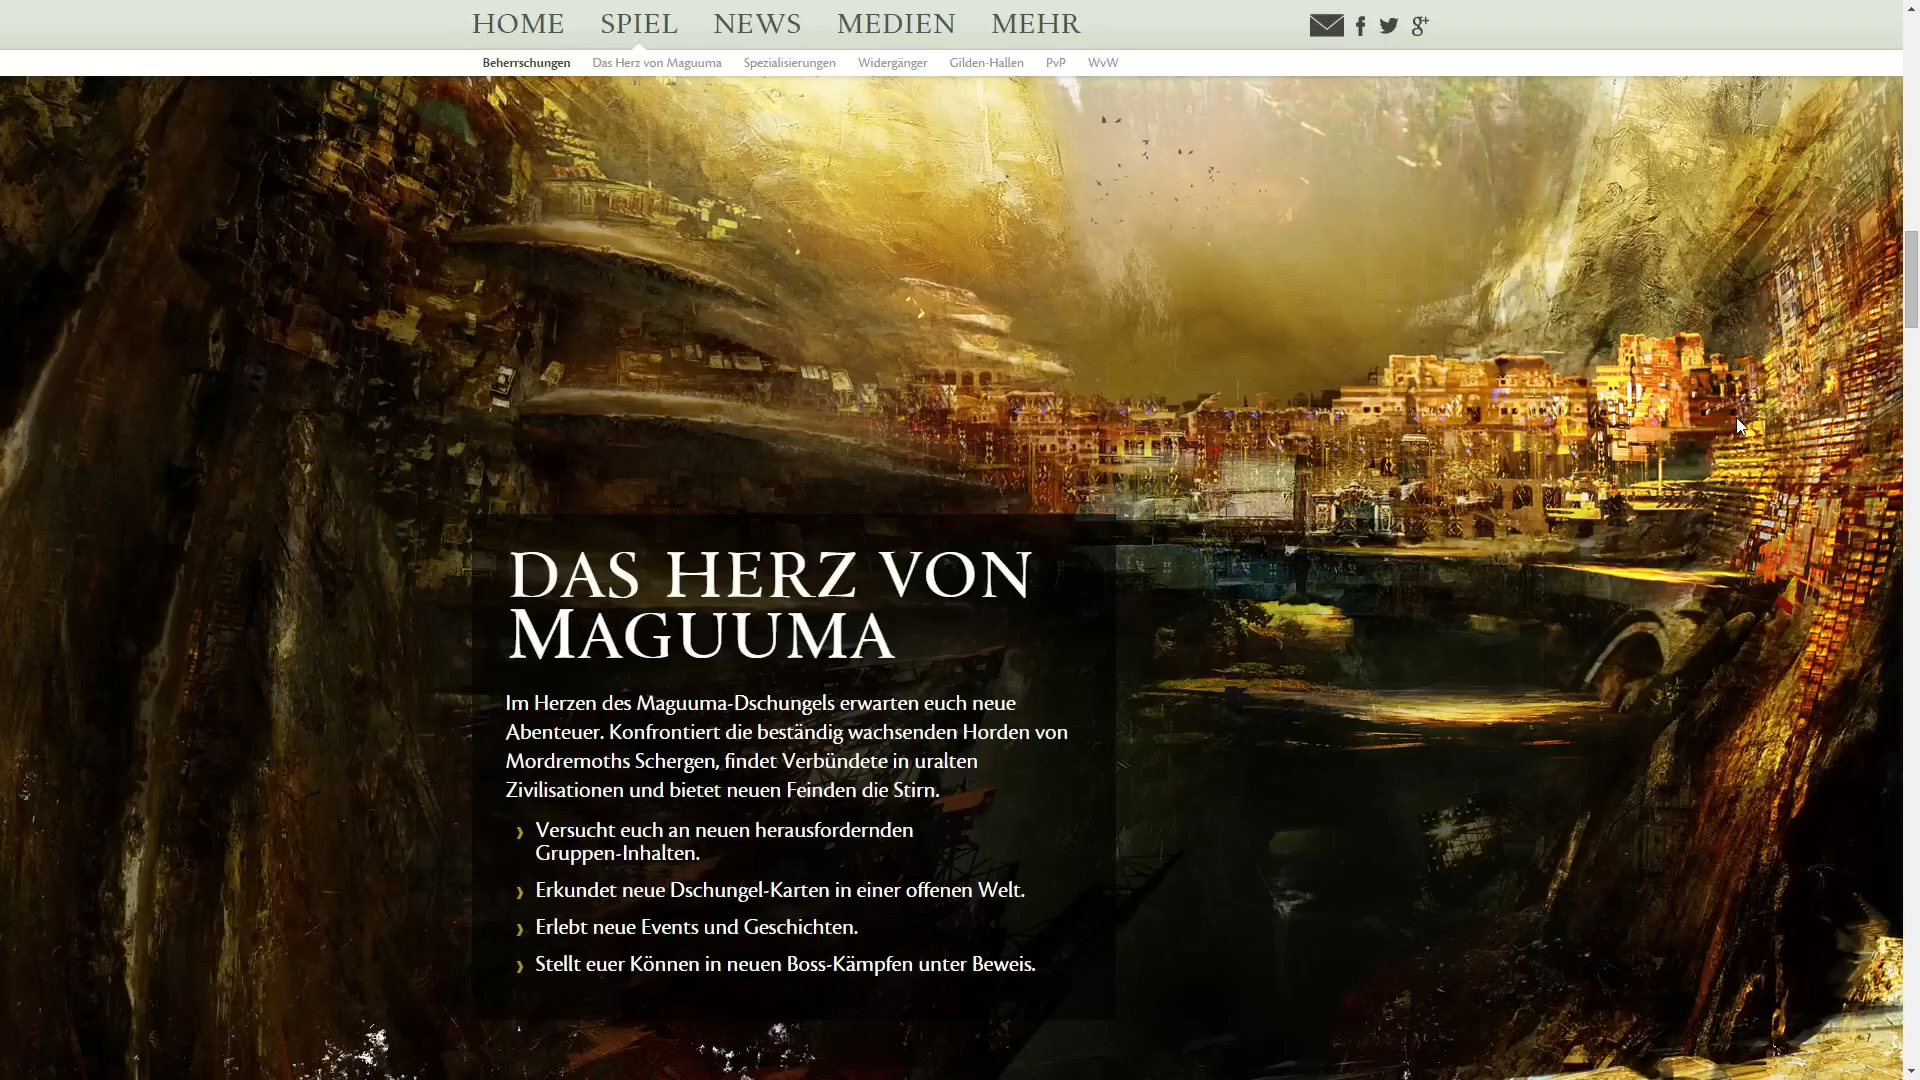 HOME SPIEL NEWS MEDIEN MEHR
Beherrschungen Das Herz von Maguuma Spezialisierungen Widergänger Gilden-Hallen PvP WvW
DAS HERZ VON
MAGUUMA
Im Herzen des Maguuma-Dschungels erwarten euch neue
Abenteuer. Konfrontiert die beständig wachsenden Horden von
Mordremoths Schergen, findet Verbündete in uralten
Zivilisationen und bietet neuen Feinden die Stirn.
Versucht euch an neuen herausfordernden
Gruppen-Inhalten.
Erkundet neue Dschungel-Karten in einer offenen Welt.
Erlebt neue Events und Geschichten.
Stellt euer Können in neuen Boss-Kämpfen unter Beweis.